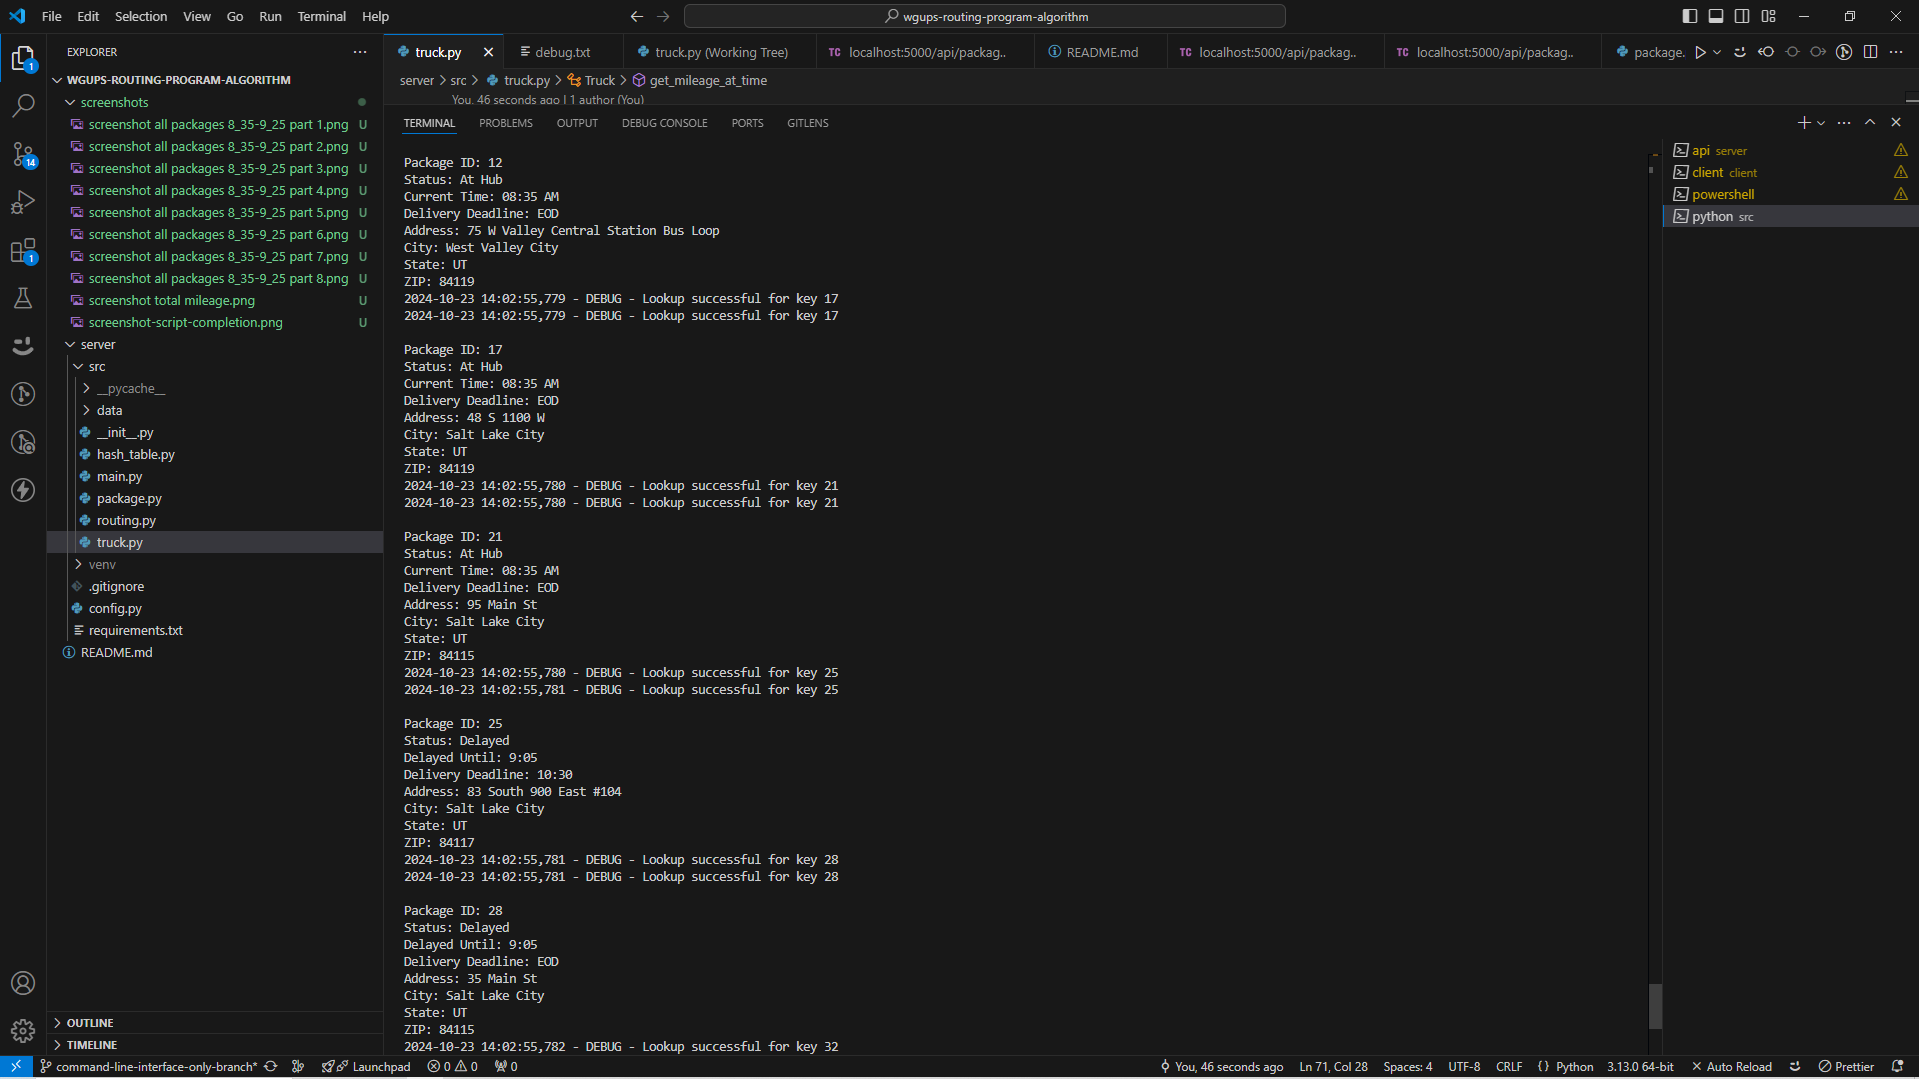 File Edit Selection View Go Run Terminal Help
wgups-routing-program-algorithm
EXPLORER
WGUPS-ROUTING-PROGRAM-ALGORITHM
screenshots
screenshot all packages 8_35-9_25 part 1.png U
screenshot all packages 8_35-9_25 part 2.png U
screenshot all packages 8_35-9_25 part 3.png U
screenshot all packages 8_35-9_25 part 4.png U
screenshot all packages 8_35-9_25 part 5.png U
screenshot all packages 8_35-9_25 part 6.png U
screenshot all packages 8_35-9_25 part 7.png U
screenshot all packages 8_35-9_25 part 8.png U
screenshot total mileage.png U
screenshot-script-completion.png U
server
src
__pycache__
data
__init__.py
hash_table.py
main.py
package.py
routing.py
truck.py
venv
.gitignore
config.py
requirements.txt
README.md
OUTLINE
TIMELINE
1
14
1
truck.py
debug.txt
truck.py (Working Tree)
TC localhost:5000/api/packag..
README.md
TC localhost:5000/api/packag..
TC localhost:5000/api/packag..
package.
server > src > truck.py > Truck > get_mileage_at_time
You, 46 seconds ago | 1 author (You)
TERMINAL PROBLEMS OUTPUT DEBUG CONSOLE PORTS GITLENS
Package ID: 12
Status: At Hub
Current Time: 08:35 AM
Delivery Deadline: EOD
Address: 75 W Valley Central Station Bus Loop
City: West Valley City
State: UT
ZIP: 84119
2024-10-23 14:02:55,779 - DEBUG - Lookup successful for key 17
2024-10-23 14:02:55,779 - DEBUG - Lookup successful for key 17
Package ID: 17
Status: At Hub
Current Time: 08:35 AM
Delivery Deadline: EOD
Address: 48 S 1100 W
City: Salt Lake City
State: UT
ZIP: 84119
2024-10-23 14:02:55,780 - DEBUG - Lookup successful for key 21
2024-10-23 14:02:55,780 - DEBUG - Lookup successful for key 21
Package ID: 21
Status: At Hub
Current Time: 08:35 AM
Delivery Deadline: EOD
Address: 95 Main St
City: Salt Lake City
State: UT
ZIP: 84115
2024-10-23 14:02:55,780 - DEBUG - Lookup successful for key 25
2024-10-23 14:02:55,781 - DEBUG - Lookup successful for key 25
Package ID: 25
Status: Delayed
Delayed Until: 9:05
Delivery Deadline: 10:30
Address: 83 South 900 East #104
City: Salt Lake City
State: UT
ZIP: 84117
2024-10-23 14:02:55,781 - DEBUG - Lookup successful for key 28
2024-10-23 14:02:55,781 - DEBUG - Lookup successful for key 28
Package ID: 28
Status: Delayed
Delayed Until: 9:05
Delivery Deadline: EOD
Address: 35 Main St
City: Salt Lake City
State: UT
ZIP: 84115
2024-10-23 14:02:55,782 - DEBUG - Lookup successful for key 32
api server
client client
powershell
python src
command-line-interface-only-branch* Launchpad 0 0 0
You, 46 seconds ago Ln 71, Col 28 Spaces: 4 UTF-8 CRLF { } Python 3.13.0 64-bit Auto Reload Prettier